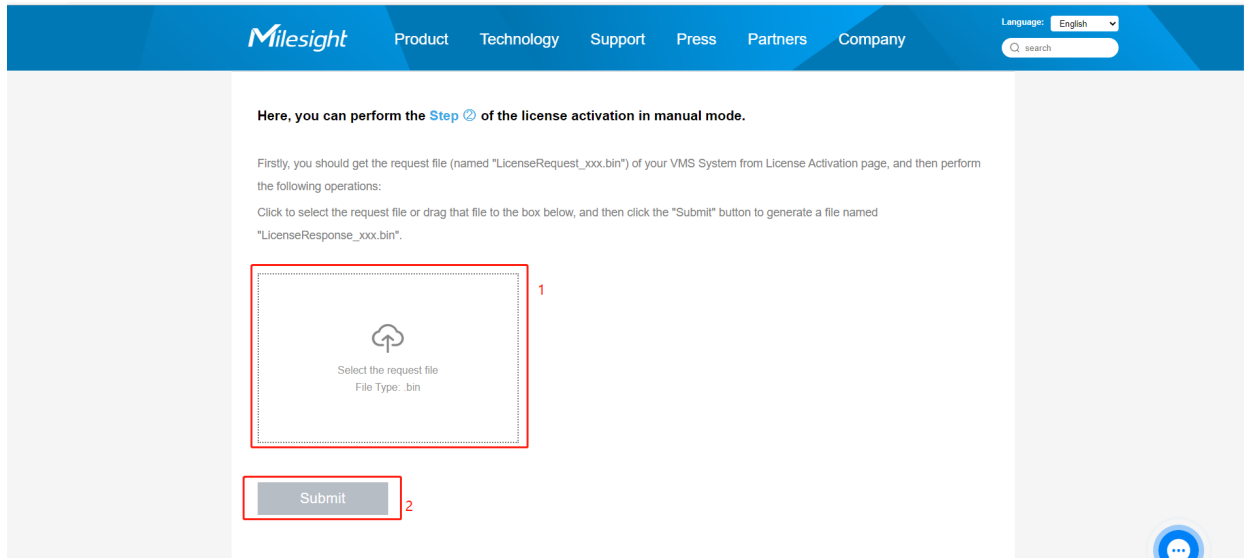 Language: English
Milesight Product Technology Support Press Partners Company
search
Here, you can perform the Step ② of the license activation in manual mode.
Firstly, you should get the request file (named "LicenseRequest_xxx.bin") of your VMS System from License Activation page, and then perform
the following operations:
Click to select the request file or drag that file to the box below, and then click the "Submit" button to generate a file named
"LicenseResponse_xxx.bin".
1
Select the request file
File Type: .bin
Submit
2